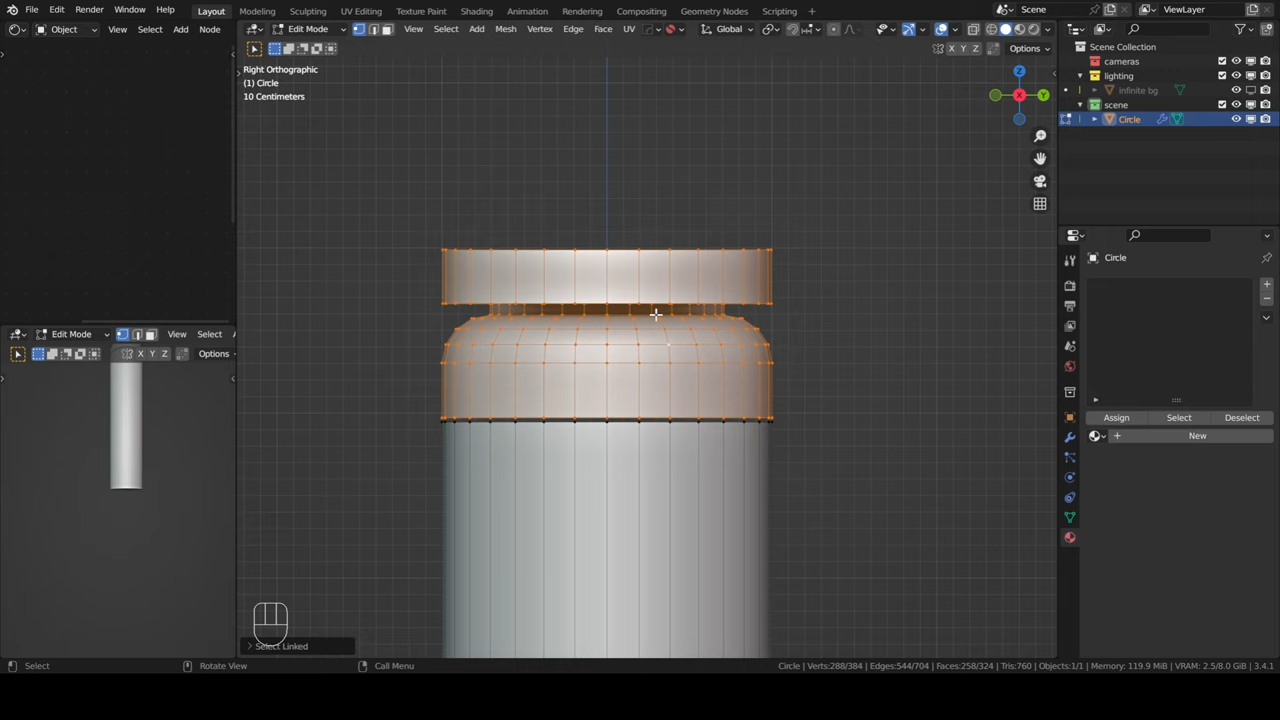 File Edit Render Window Help Layout Modeling Sculpting UV Editing Texture Paint Shading Animation Rendering Compositing Geometry Nodes Scripting Scene ViewLayer
Object View Select Add Node Edit Mode View Select Add Mesh Vertex Edge Face UV Global
X Y Z Options
Scene Collection
cameras
lighting
infinite bg
scene
Circle
Right Orthographic
(1) Circle
10 Centimeters
Z
X
Y
Circle
Assign Select Deselect
New
Edit Mode View Select
X Y Z Options
Select Linked
Select Rotate View Call Menu Circle | Verts:288/384 | Edges:544/704 | Faces:258/324 | Tris:760 | Objects:1/1 | Memory: 119.9 MiB | VRAM: 2.5/8.0 GiB | 3.4.1